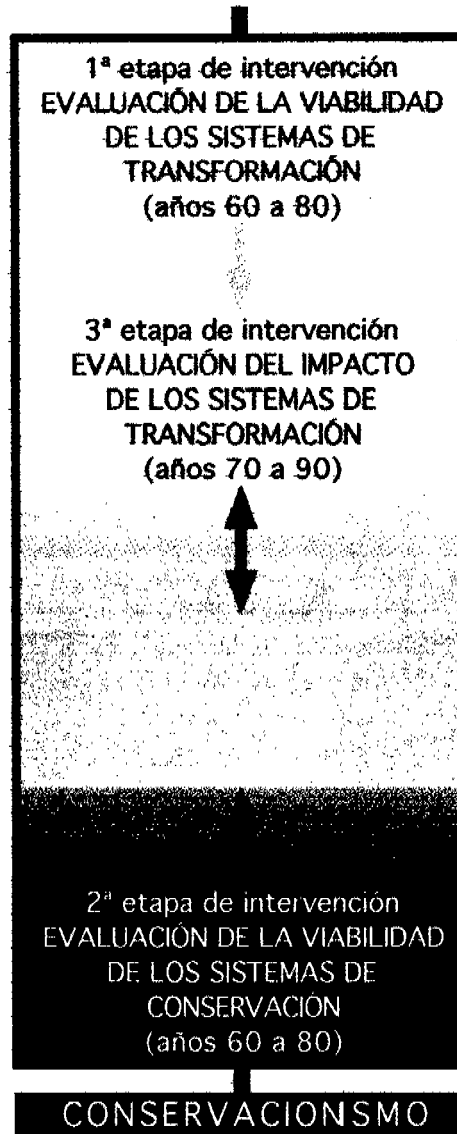 1ª etapa de intervención
EVALUACIÓN DE LA VIABILIDAD
DE LOS SISTEMAS DE
TRANSFORMACIÓN
(años 60 a 80)
3ª etapa de intervención
EVALUACIÓN DEL IMPACTO
DE LOS SISTEMAS DE
TRANSFORMACIÓN
(años 70 a 90)
2ª etapa de intervención
EVALUACIÓN DE LA VIABILIDAD
DE LOS SISTEMAS DE
CONSERVACIÓN
(años 60 a 80)
CONSERVACIONISMO